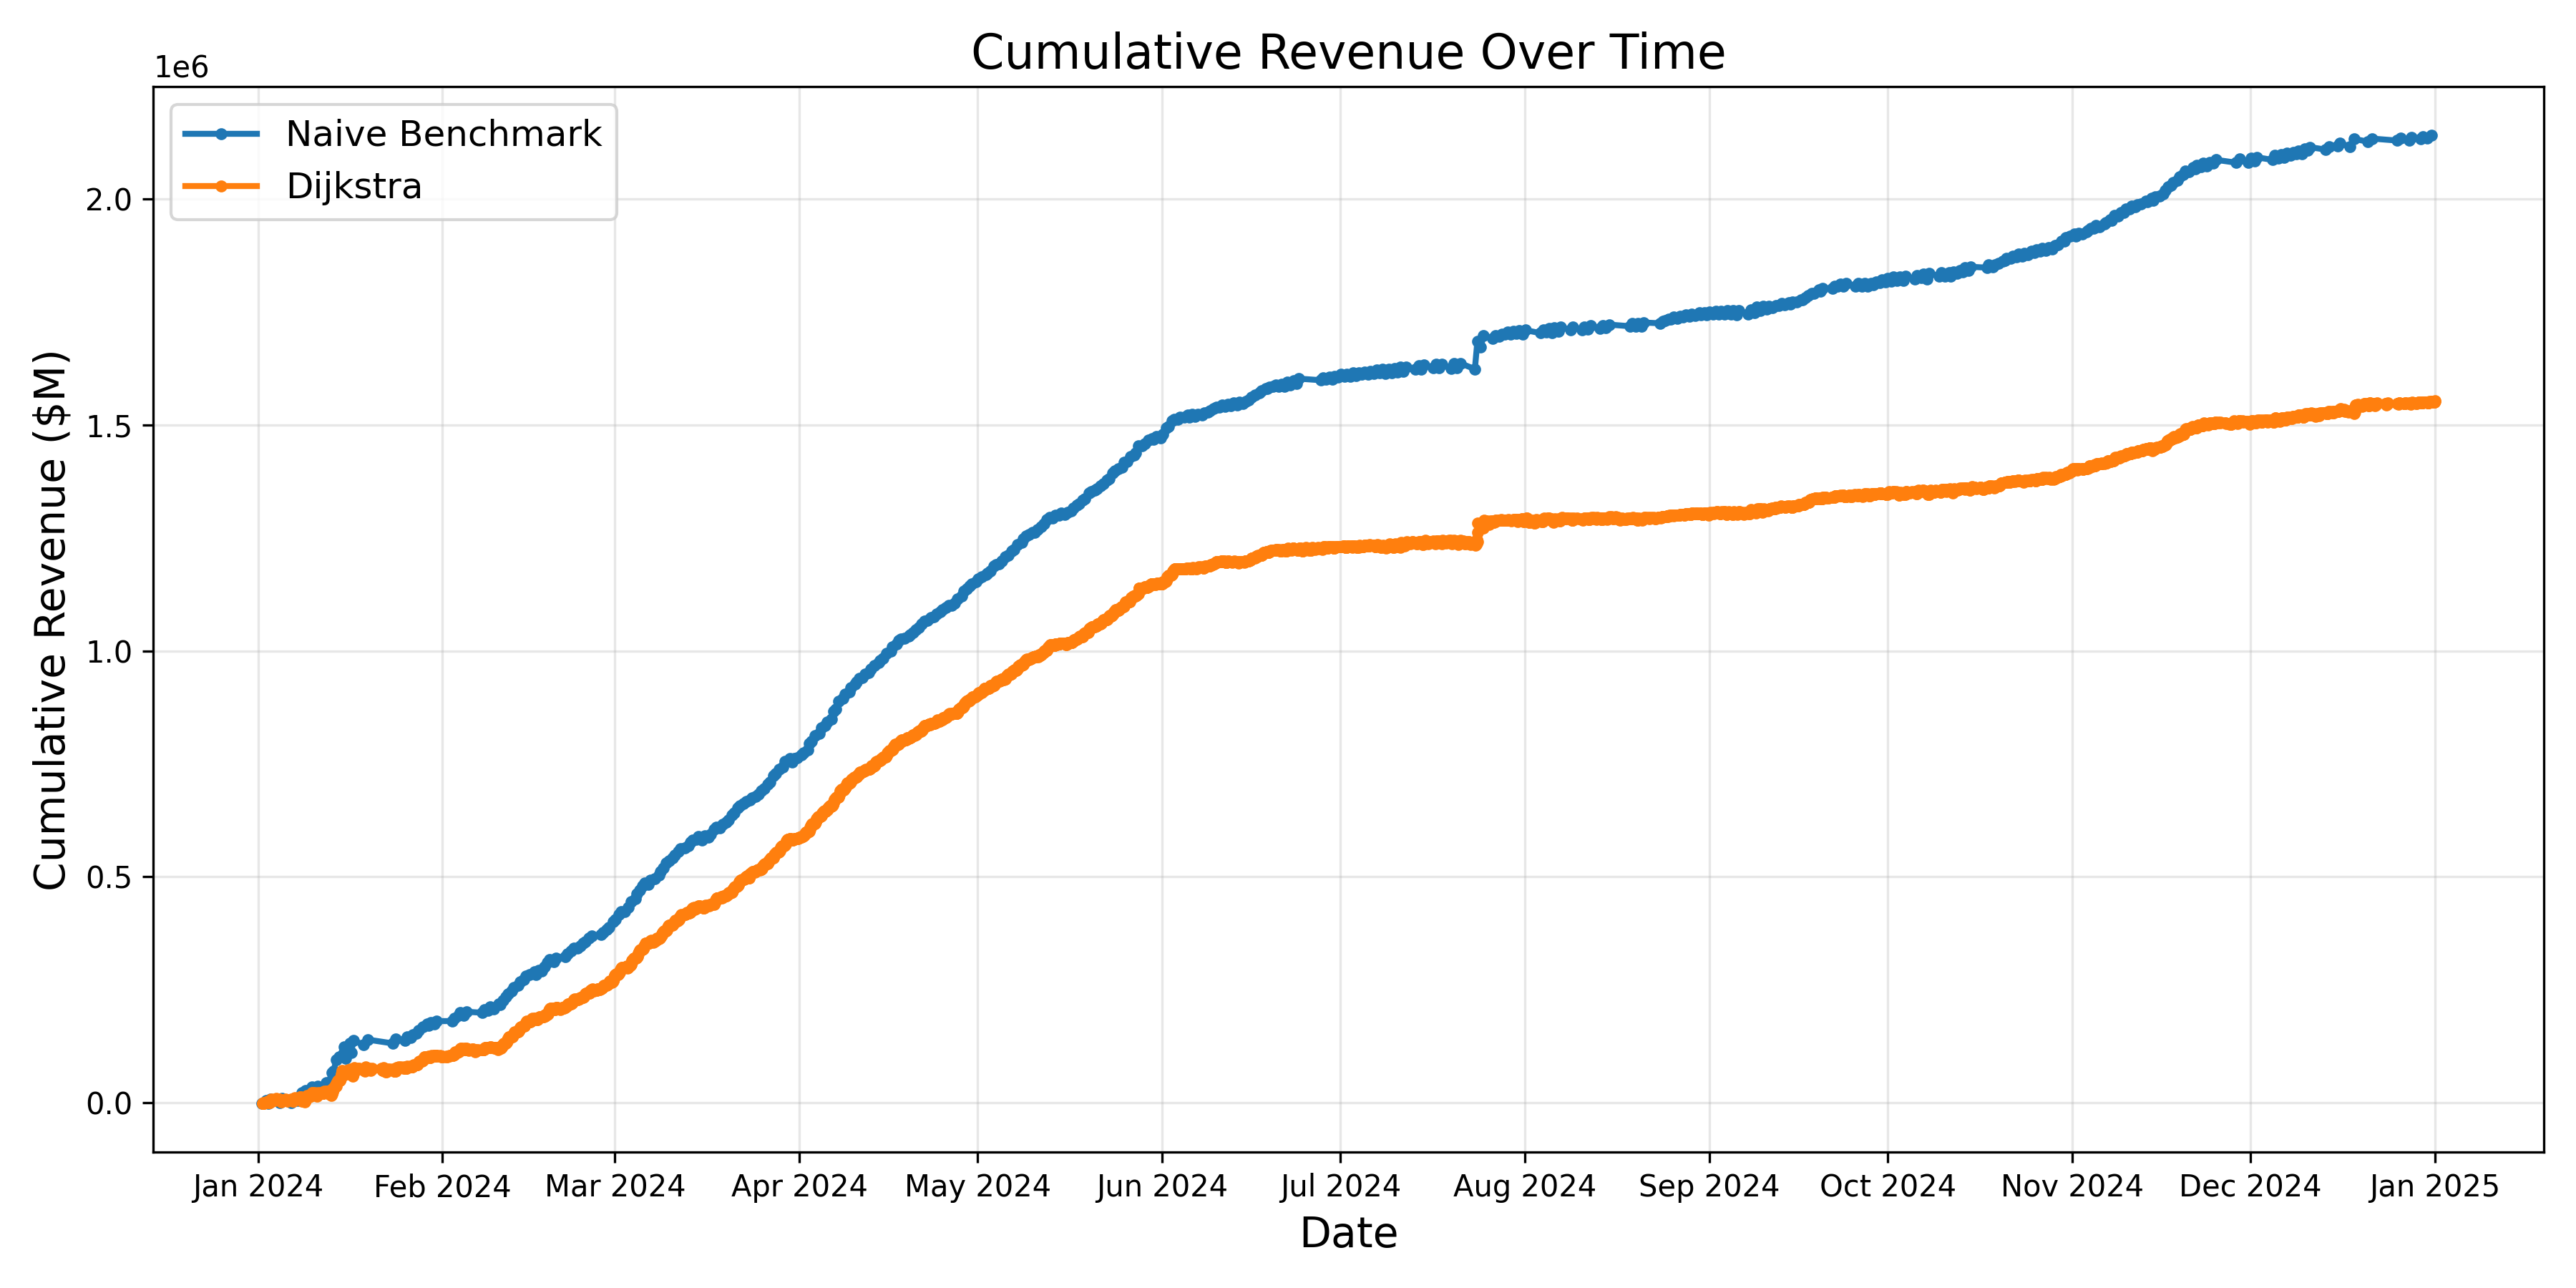 Cumulative Revenue Over Time
1e6
Naive Benchmark
Dijkstra
Cumulative Revenue ($M)
2.0
1.5
1.0
0.5
0.0
Jan 2024 Feb 2024 Mar 2024 Apr 2024 May 2024 Jun 2024 Jul 2024 Aug 2024 Sep 2024 Oct 2024 Nov 2024 Dec 2024 Jan 2025
Date